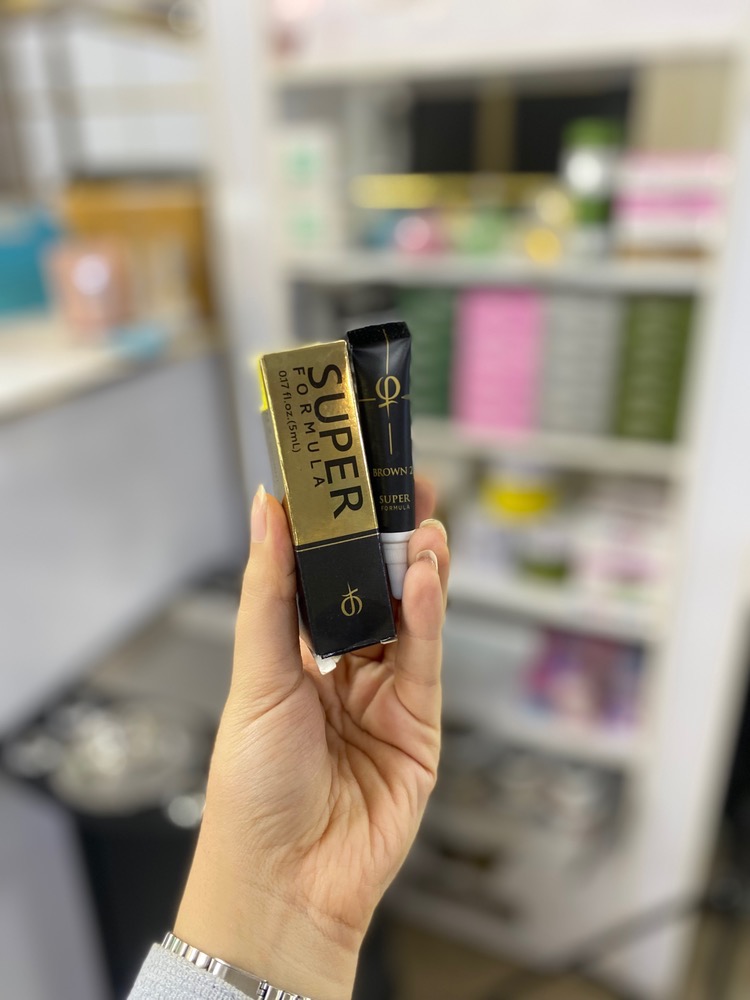 SUPER
FORMULA
0.17 fl.oz.(5mL)
φ
BROWN 2
SUPER
FORMULA